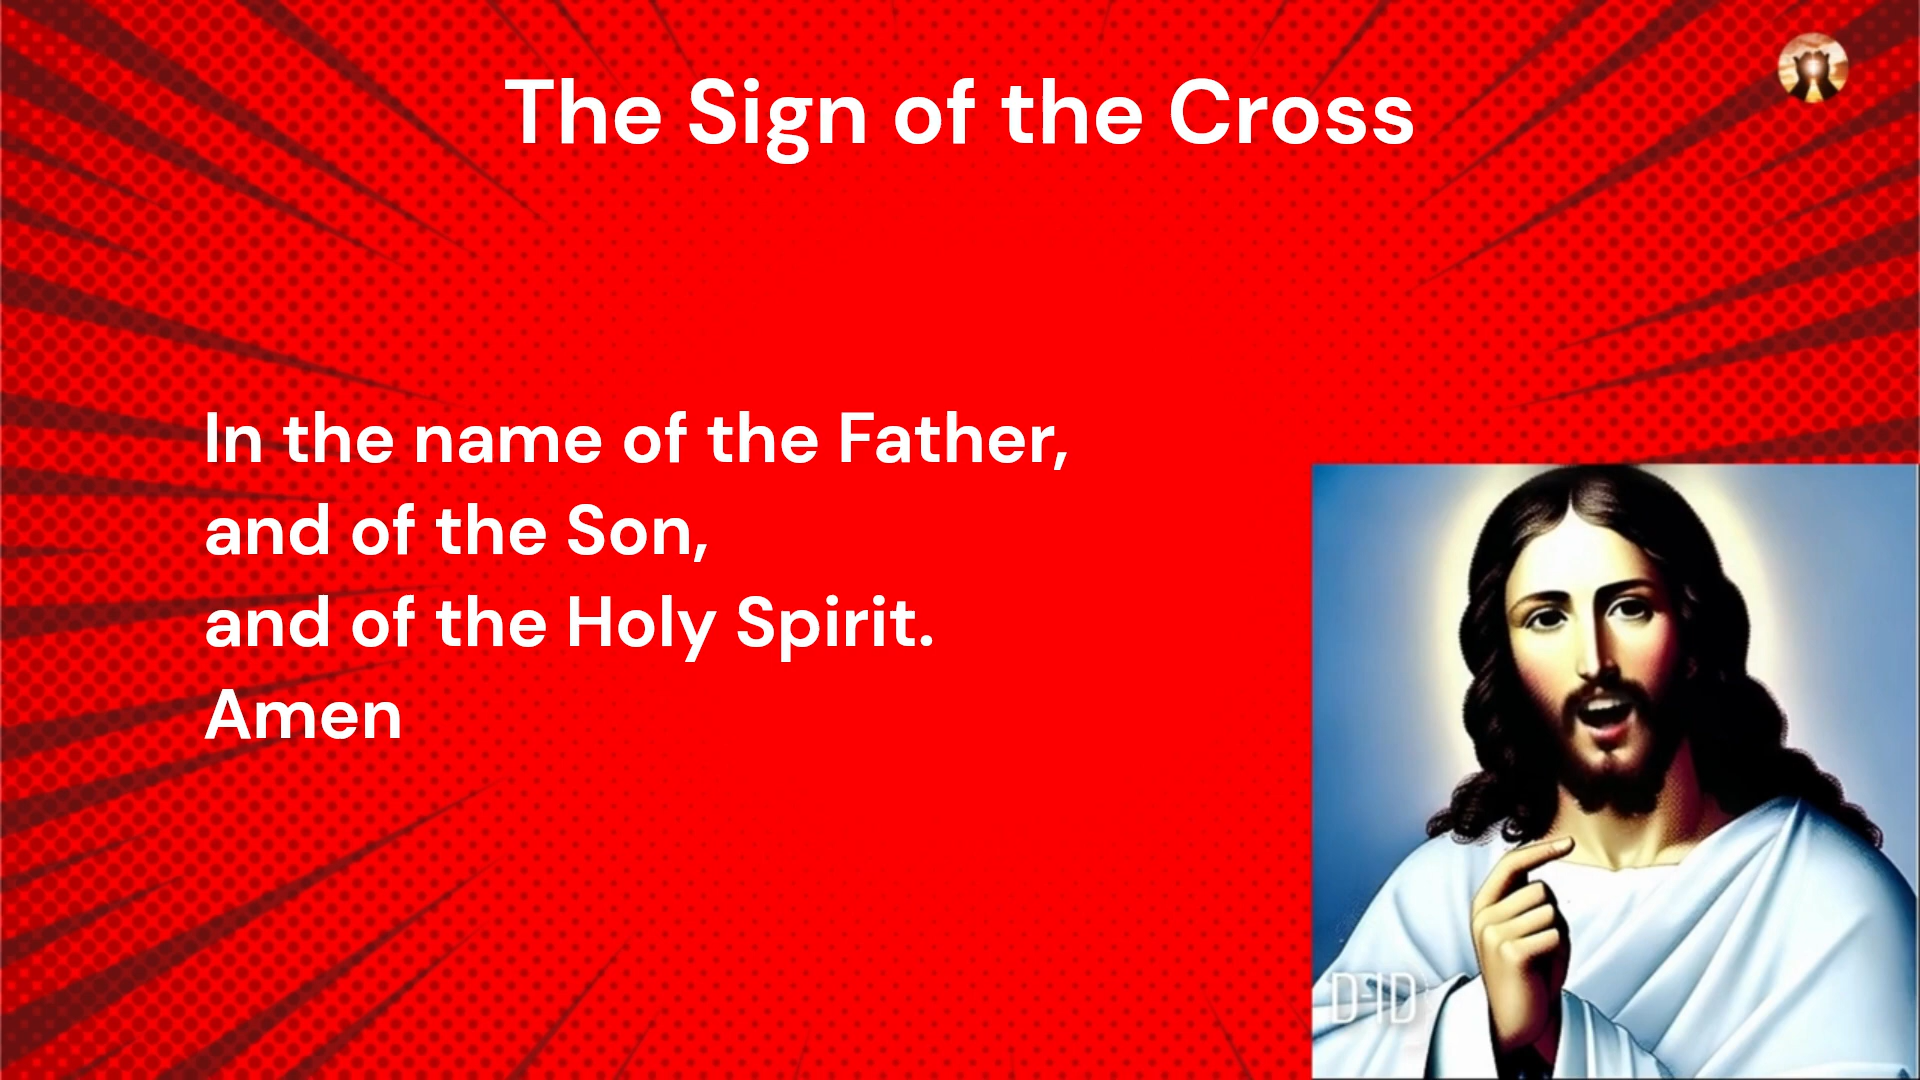 The Sign of the Cross
In the name of the Father,
and of the Son,
and of the Holy Spirit.
Amen
D-ID